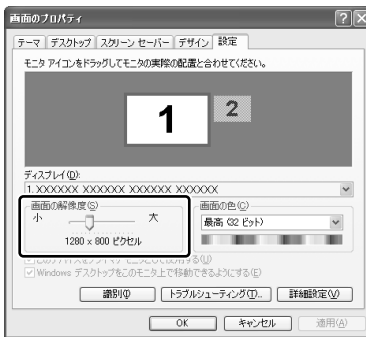 画面のプロパティ
テーマ デスクトップ スクリーン セーバー デザイン 設定
モニタ アイコンをドラッグしてモニタの実際の配置と合わせてください。
1 2
ディスプレイ(D):
1. XXXXXX XXXXXX XXXXXX XXXXXX
画面の解像度(S)
小 大
1280 x 800 ピクセル
画面の色(C)
最高 (32 ビット)
Windows デスクトップをこのモニタ上で移動できるようにする(E)
識別(I) トラブルシューティング(T)... 詳細設定(V)
OK キャンセル 適用(A)